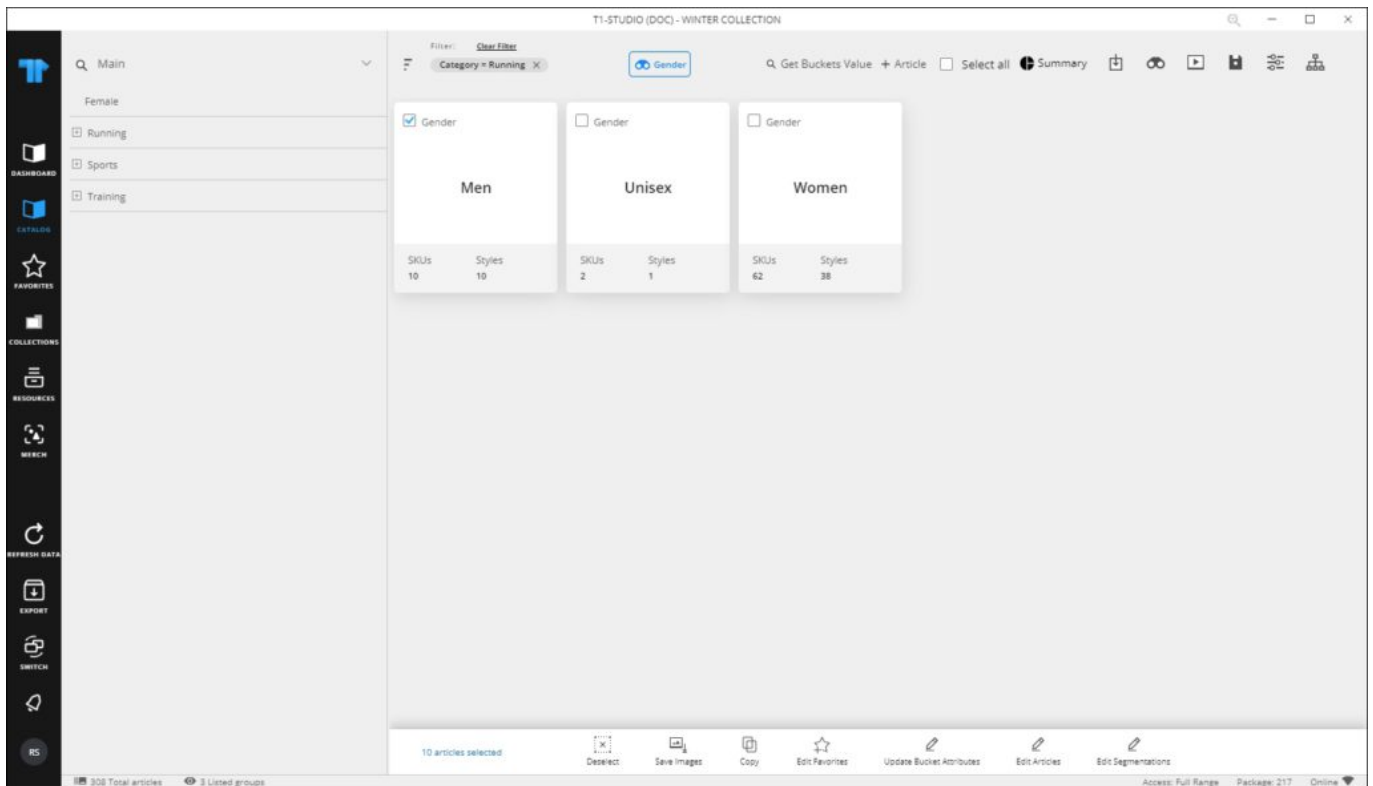 T1-STUDIO (DOC) - WINTER COLLECTION
DASHBOARD
CATALOG
FAVORITES
COLLECTIONS
RESOURCES
MERCH
REFRESH DATA
EXPORT
SWITCH
RS
Main
Female
Running
Sports
Training
Filter: Clear Filter
Category = Running
Gender
Get Buckets Value + Article Select all Summary
Gender
Men
SKUs Styles
10 10
Gender
Unisex
SKUs Styles
2 1
Gender
Women
SKUs Styles
62 38
10 articles selected
Deselect Save Images Copy Edit Favorites Update Bucket Attributes Edit Articles Edit Segmentations
308 Total articles 3 Listed groups Access: Full Range Package: 217 Online